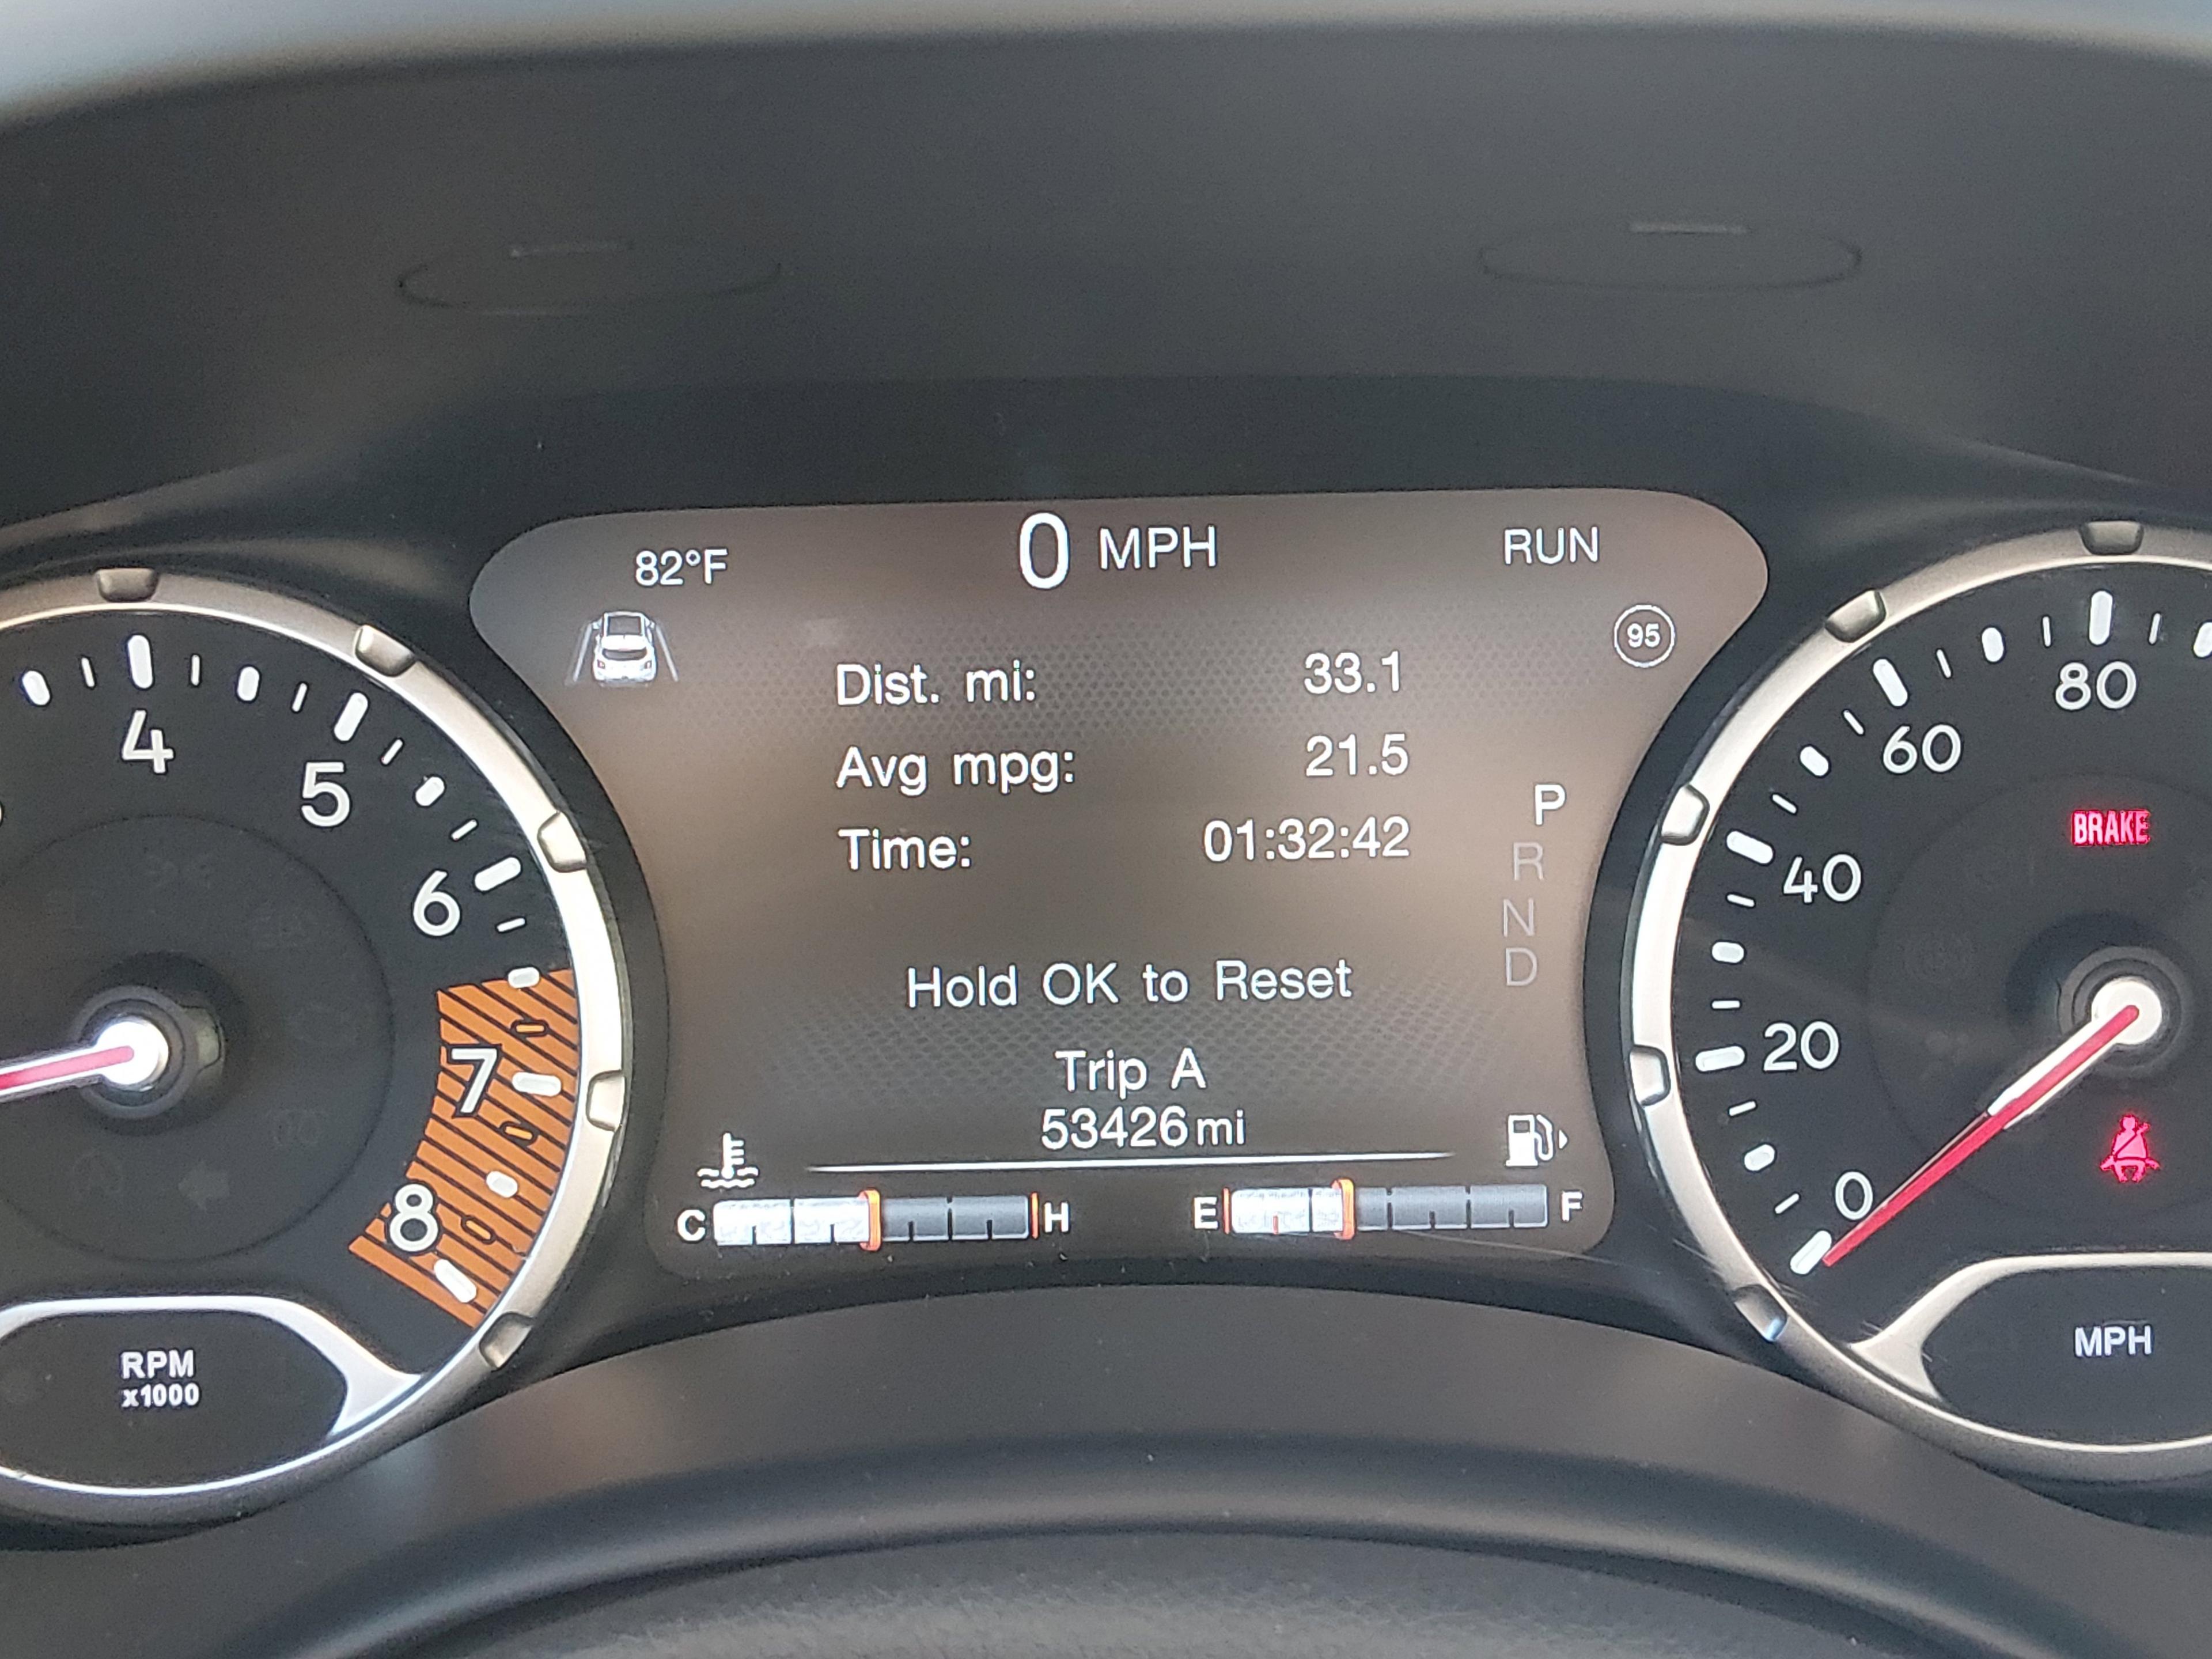 82°F 0 MPH RUN
95
Dist. mi: 33.1
Avg mpg: 21.5
Time: 01:32:42
P
R
N
D
Hold OK to Reset
Trip A
53426 mi
C H E F
4
5
6
7
8
RPM
x1000
80
60
40
20
0
BRAKE
MPH